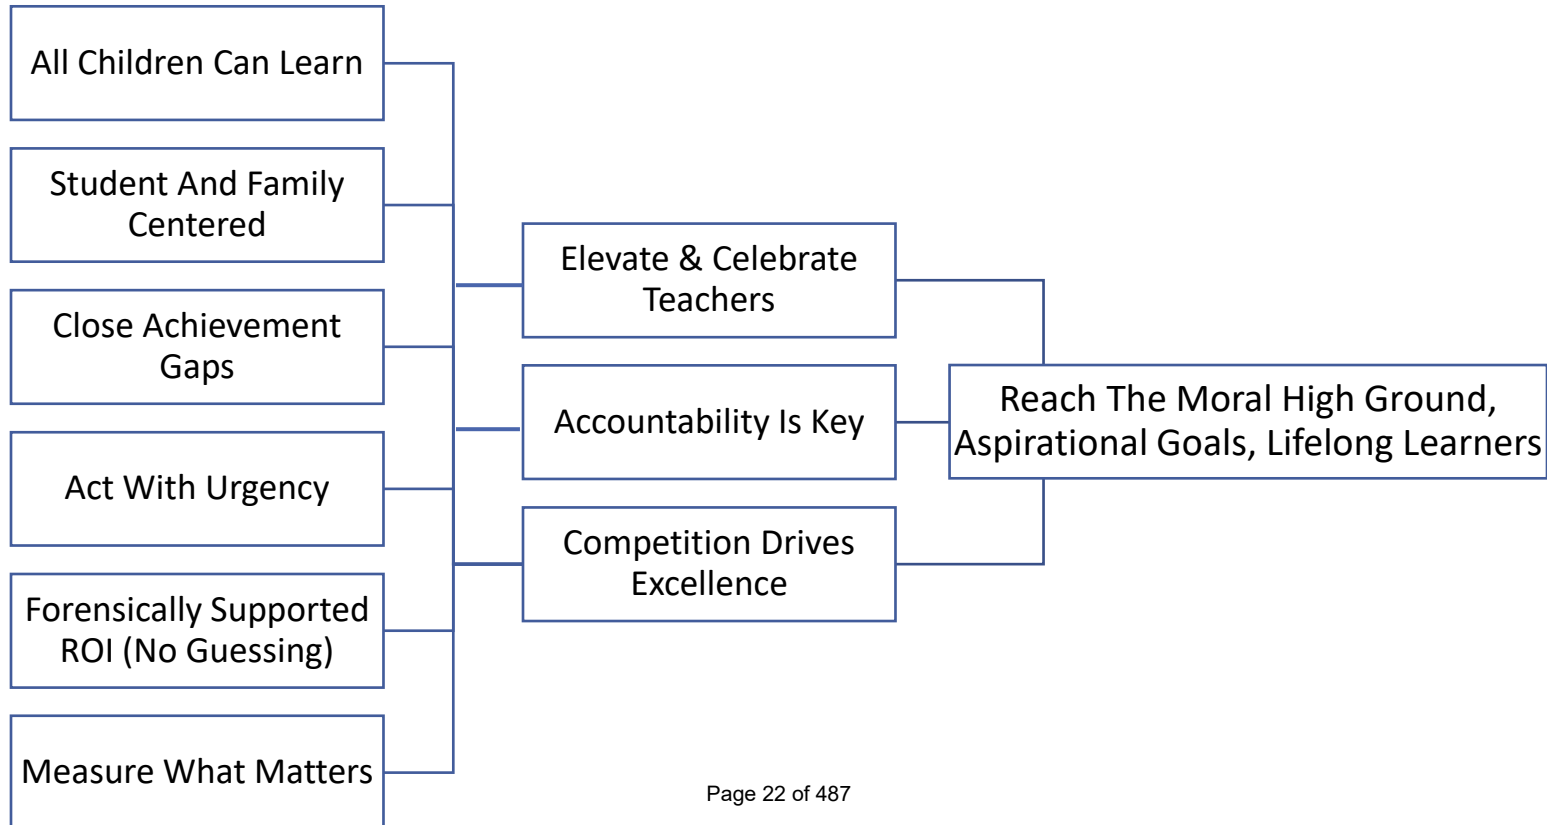 All Children Can Learn
Student And Family
Centered
Close Achievement
Gaps
Act With Urgency
Forensically Supported
ROI (No Guessing)
Measure What Matters
Elevate & Celebrate
Teachers
Accountability Is Key
Competition Drives
Excellence
Reach The Moral High Ground,
Aspirational Goals, Lifelong Learners
Page 22 of 487